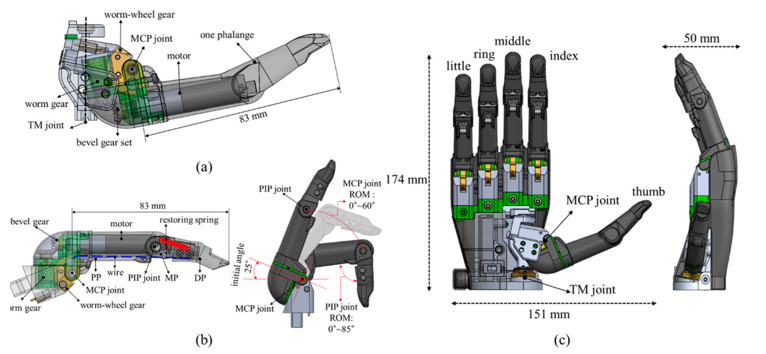 worm-wheel gear
MCP joint
one phalange
motor
worm gear
TM joint
bevel gear set
83 mm
(a)
83 mm
bevel gear
motor
restoring spring
PP
wire
PIP joint
MP
DP
MCP joint
worm-wheel gear
gear
(b)
PIP joint
MCP joint
ROM :
0°~60°
initial angle
25°
MCP joint
PIP joint
ROM:
0°~85°
middle
ring
index
little
50 mm
174 mm
thumb
MCP joint
TM joint
151 mm
(c)